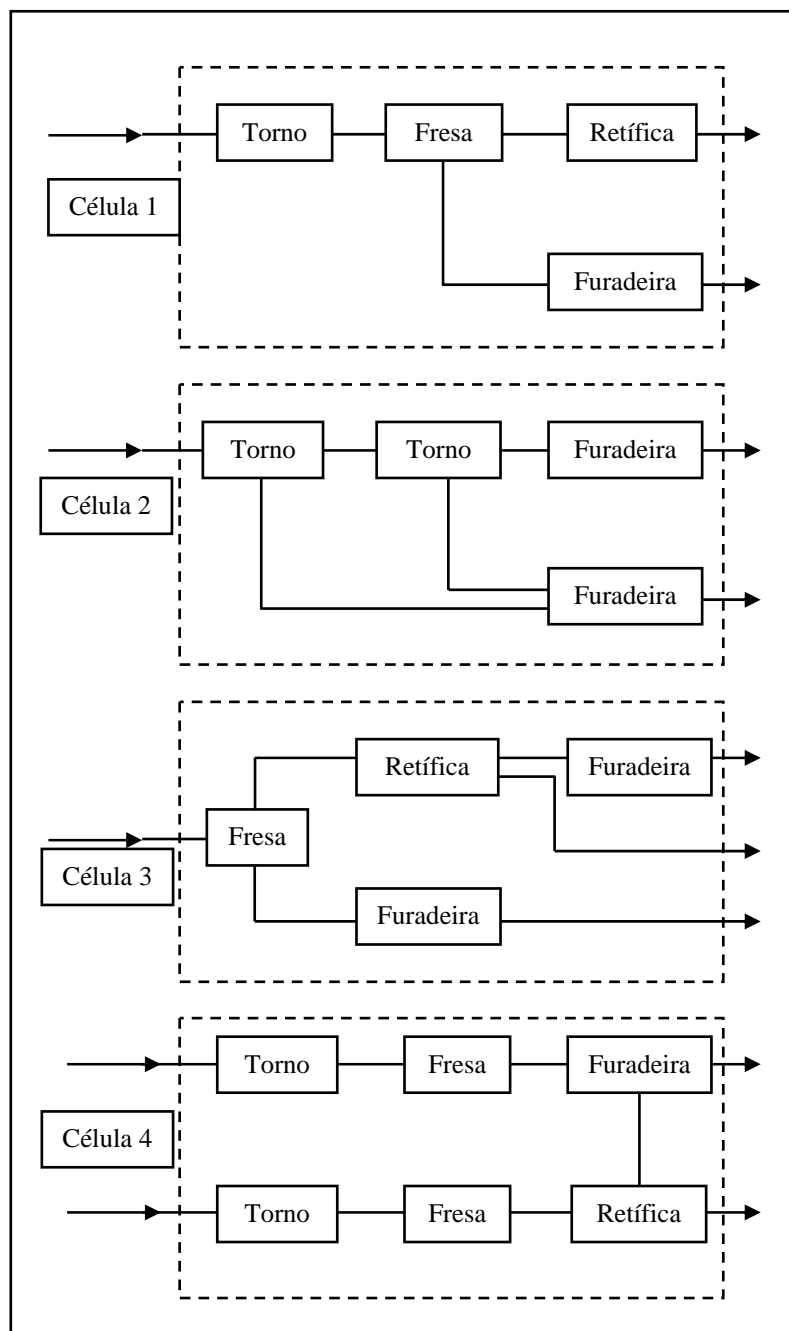 Torno
Fresa
Retífica
Célula 1
Furadeira
Torno
Torno
Furadeira
Célula 2
Furadeira
Retífica
Furadeira
Fresa
Célula 3
Furadeira
Torno
Fresa
Furadeira
Célula 4
Torno
Fresa
Retífica